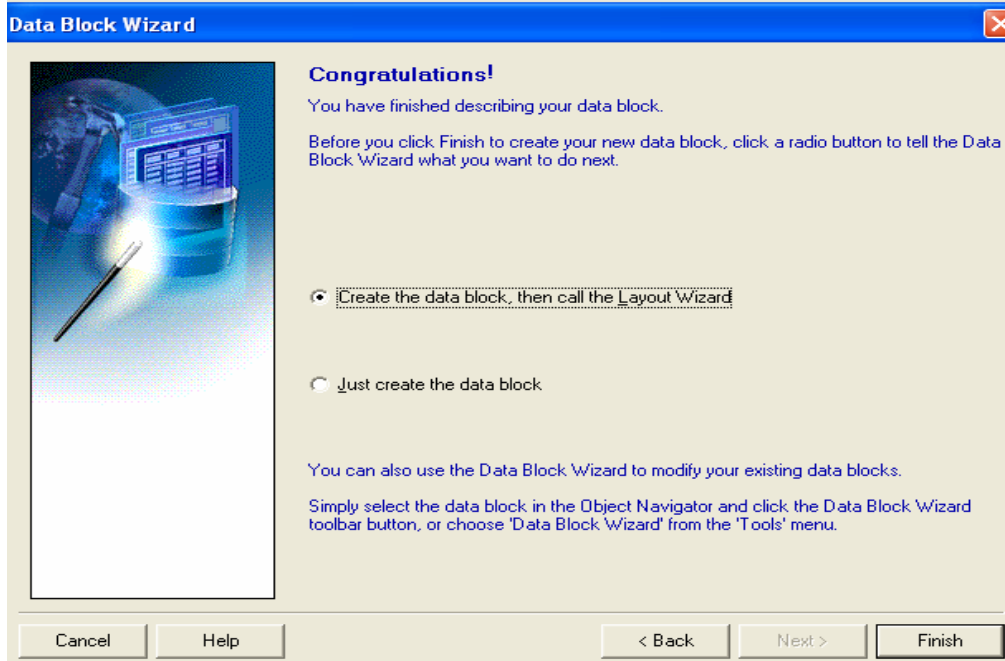 Data Block Wizard
Congratulations!
You have finished describing your data block.
Before you click Finish to create your new data block, click a radio button to tell the Data
Block Wizard what you want to do next.
Create the data block, then call the Layout Wizard
Just create the data block
You can also use the Data Block Wizard to modify your existing data blocks.
Simply select the data block in the Object Navigator and click the Data Block Wizard
toolbar button, or choose 'Data Block Wizard' from the 'Tools' menu.
Cancel
Help
< Back
Next >
Finish